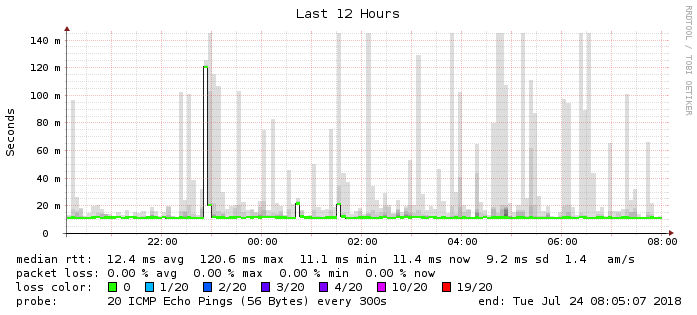 Last 12 Hours
RRDTOOL / TOBI OETIKER
Seconds
140 m
120 m
100 m
80 m
60 m
40 m
20 m
0
22:00 00:00 02:00 04:00 06:00 08:00
median rtt: 12.4 ms avg 120.6 ms max 11.1 ms min 11.4 ms now 9.2 ms sd 1.4 am/s
packet loss: 0.00 % avg 0.00 % max 0.00 % min 0.00 % now
loss color: 0 1/20 2/20 3/20 4/20 10/20 19/20
probe: 20 ICMP Echo Pings (56 Bytes) every 300s end: Tue Jul 24 08:05:07 2018